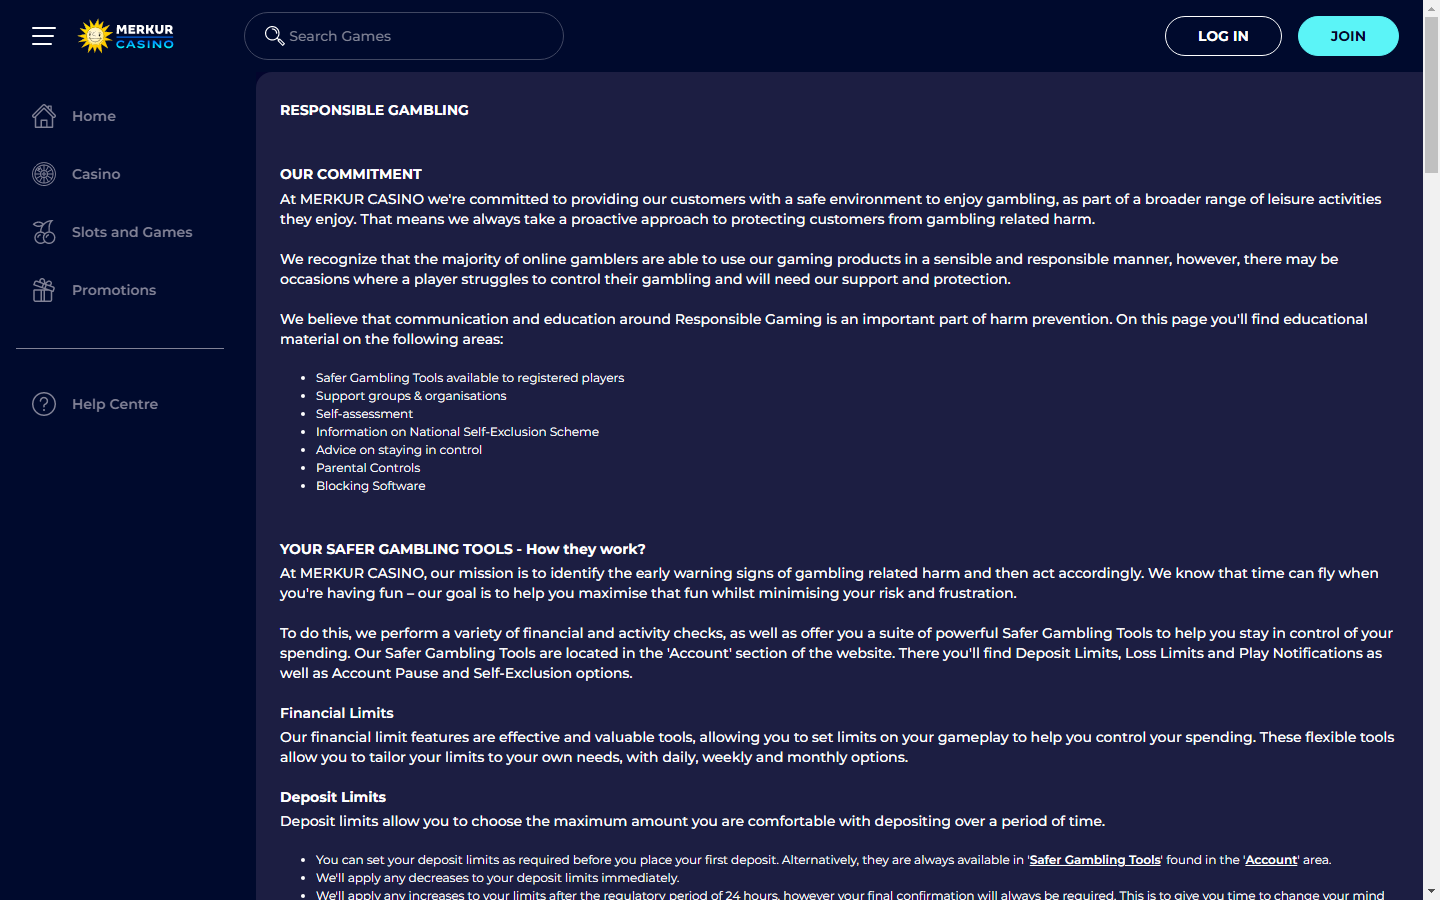 MERKUR
CASINO
Search Games
LOG IN
JOIN
Home
Casino
Slots and Games
Promotions
Help Centre
RESPONSIBLE GAMBLING
OUR COMMITMENT
At MERKUR CASINO we're committed to providing our customers with a safe environment to enjoy gambling, as part of a broader range of leisure activities
they enjoy. That means we always take a proactive approach to protecting customers from gambling related harm.
We recognize that the majority of online gamblers are able to use our gaming products in a sensible and responsible manner, however, there may be
occasions where a player struggles to control their gambling and will need our support and protection.
We believe that communication and education around Responsible Gaming is an important part of harm prevention. On this page you'll find educational
material on the following areas:
• Safer Gambling Tools available to registered players
• Support groups & organisations
• Self-assessment
• Information on National Self-Exclusion Scheme
• Advice on staying in control
• Parental Controls
• Blocking Software
YOUR SAFER GAMBLING TOOLS - How they work?
At MERKUR CASINO, our mission is to identify the early warning signs of gambling related harm and then act accordingly. We know that time can fly when
you're having fun – our goal is to help you maximise that fun whilst minimising your risk and frustration.
To do this, we perform a variety of financial and activity checks, as well as offer you a suite of powerful Safer Gambling Tools to help you stay in control of your
spending. Our Safer Gambling Tools are located in the 'Account' section of the website. There you'll find Deposit Limits, Loss Limits and Play Notifications as
well as Account Pause and Self-Exclusion options.
Financial Limits
Our financial limit features are effective and valuable tools, allowing you to set limits on your gameplay to help you control your spending. These flexible tools
allow you to tailor your limits to your own needs, with daily, weekly and monthly options.
Deposit Limits
Deposit limits allow you to choose the maximum amount you are comfortable with depositing over a period of time.
• You can set your deposit limits as required before you place your first deposit. Alternatively, they are always available in 'Safer Gambling Tools' found in the 'Account' area.
• We'll apply any decreases to your deposit limits immediately.
• We'll apply any increases to your limits after the regulatory period of 24 hours, however your final confirmation will always be required. This is to give you time to change your mind